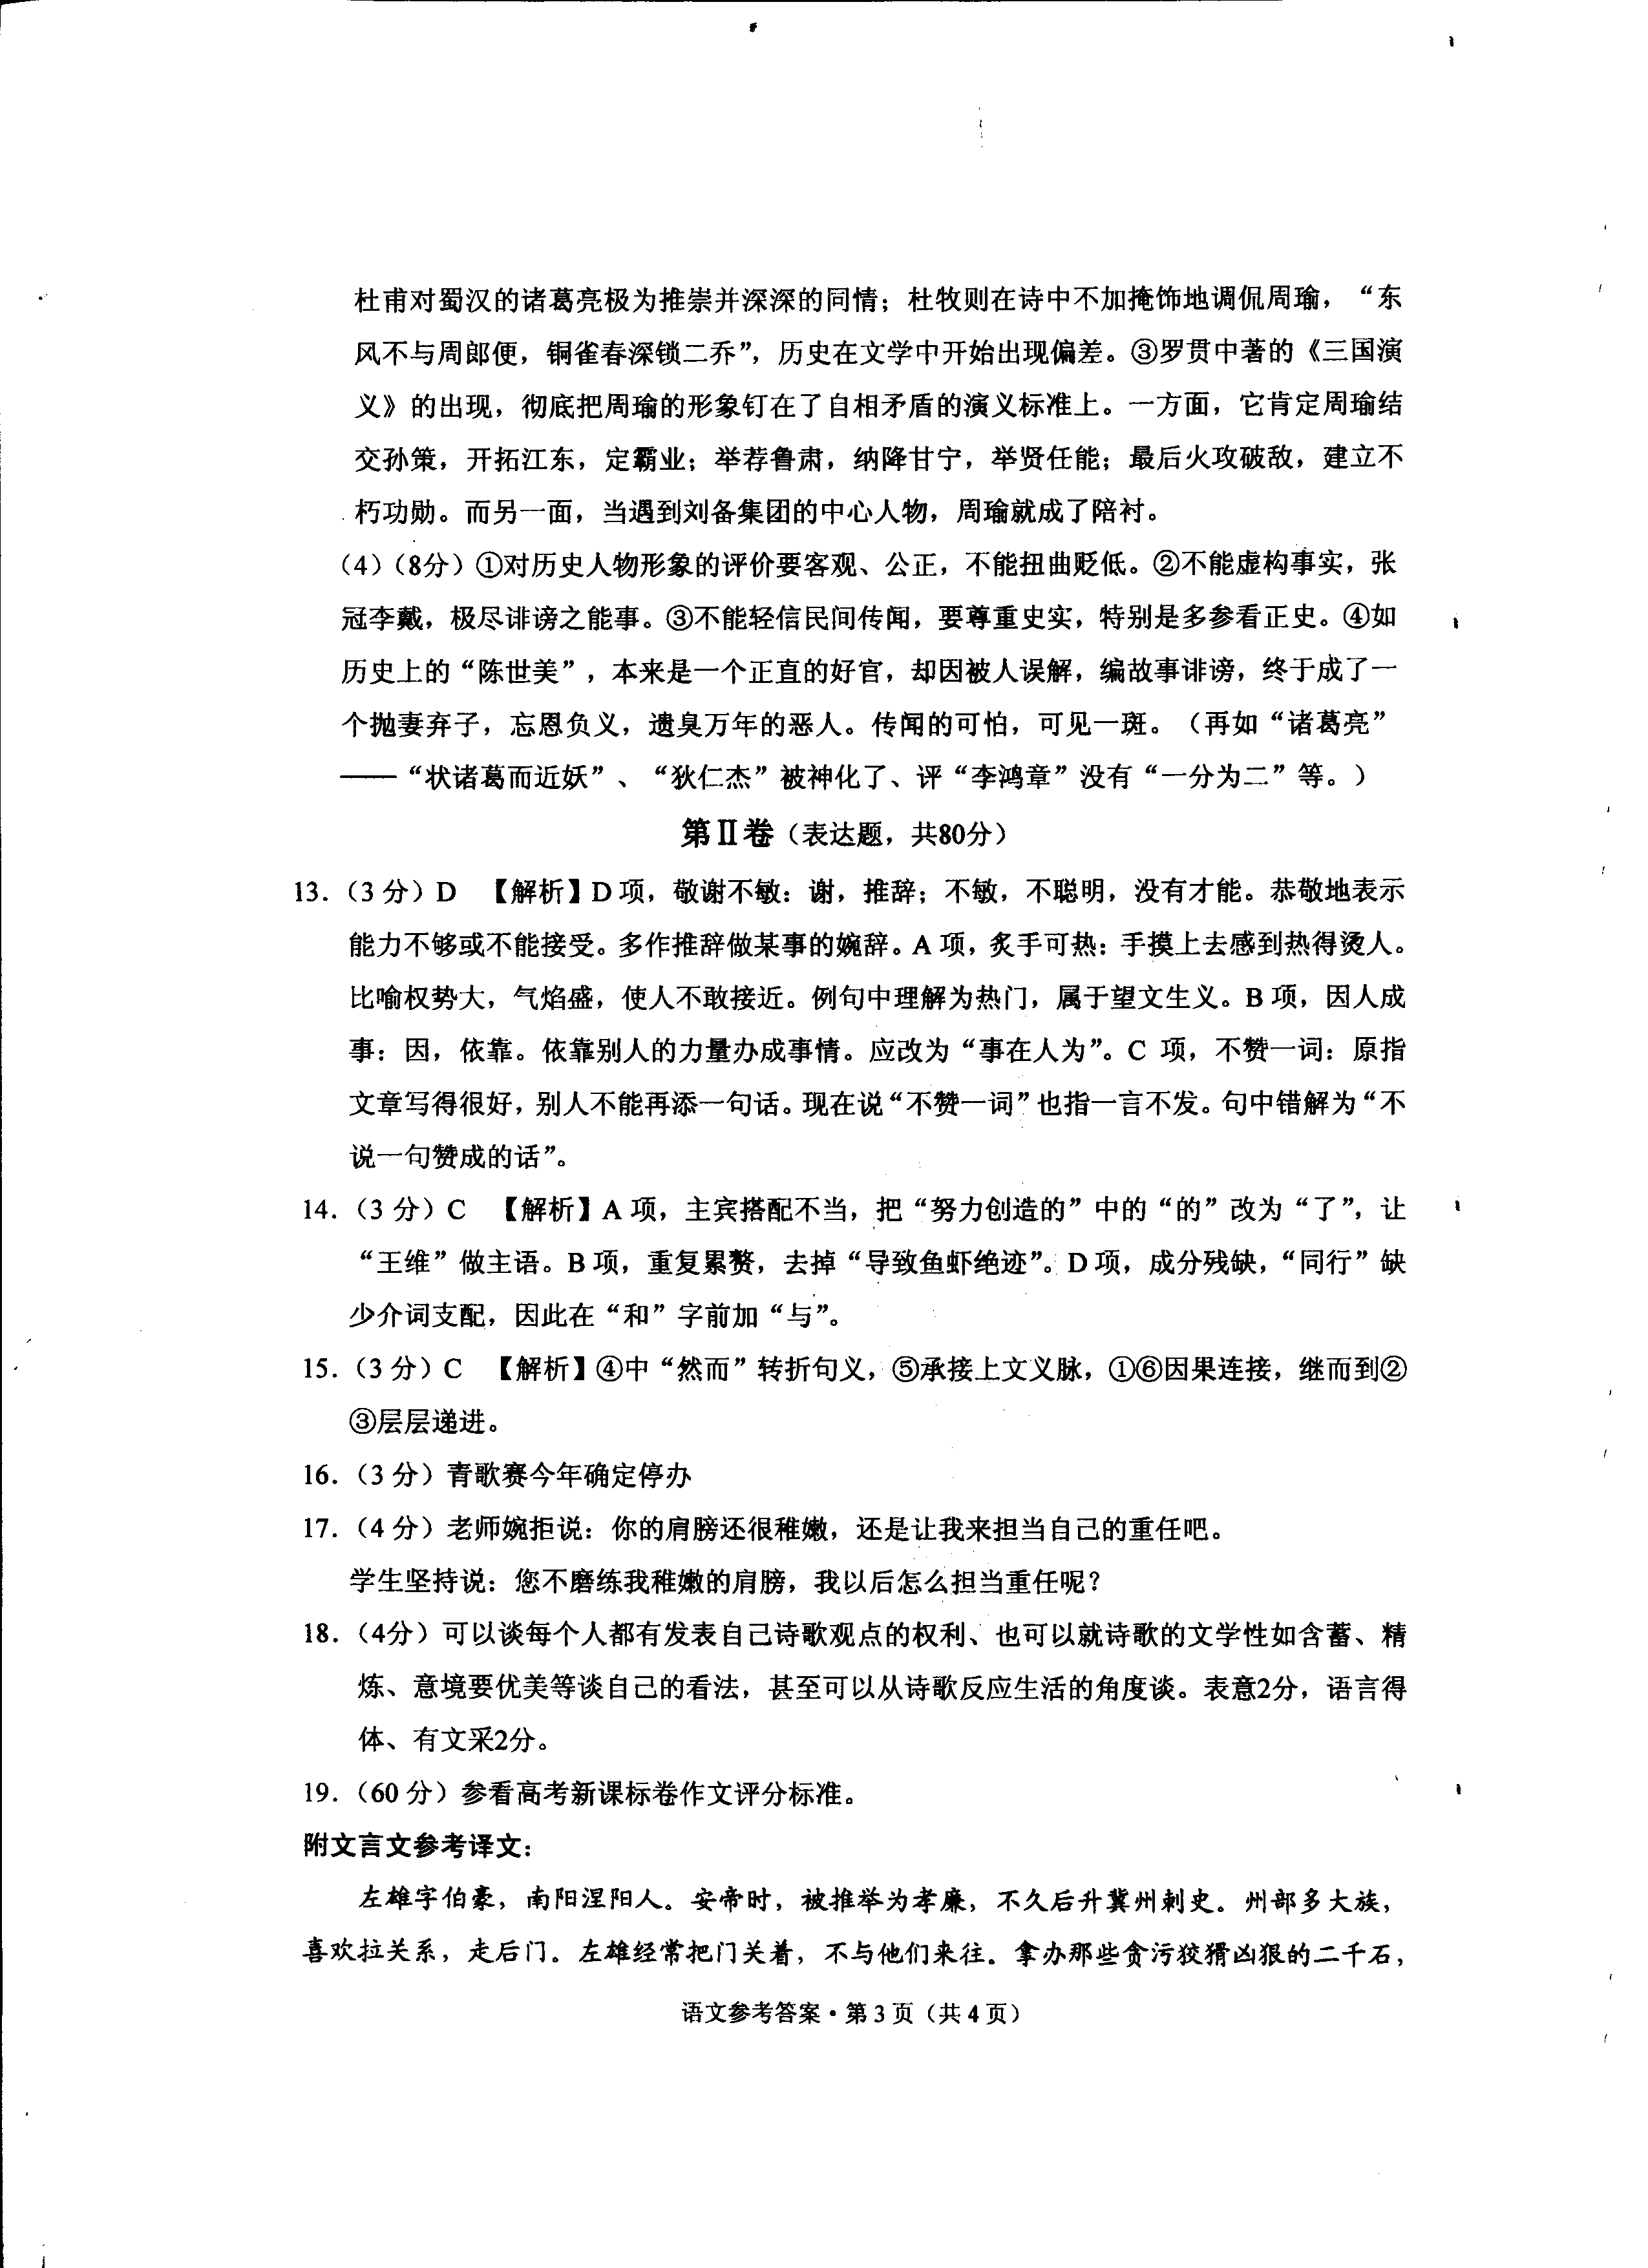 杜甫对蜀汉的诸葛亮极为推崇并深深的同情；杜牧则在诗中不加掩饰地调侃周瑜，“东
风不与周郎便，铜雀春深锁二乔”，历史在文学中开始出现偏差。③罗贯中著的《三国演
义》的出现，彻底把周瑜的形象钉在了自相矛盾的演义标准上。一方面，它肯定周瑜结
交孙策，开拓江东，定霸业；举荐鲁肃，纳降甘宁，举贤任能；最后火攻破敌，建立不
朽功勋。而另一面，当遇到刘备集团的中心人物，周瑜就成了陪衬。
（4）（8分）①对历史人物形象的评价要客观、公正，不能扭曲贬低。②不能虚构事实，张
冠李戴，极尽诽谤之能事。③不能轻信民间传闻，要尊重史实，特别是多参看正史。④如
历史上的“陈世美”，本来是一个正直的好官，却因被人误解，编故事诽谤，终于成了一
个抛妻弃子，忘恩负义，遗臭万年的恶人。传闻的可怕，可见一斑。（再如“诸葛亮”
——“状诸葛而近妖”、“狄仁杰”被神化了、评“李鸿章”没有“一分为二”等。）
第Ⅱ卷（表达题，共80分）
13．（3 分）D 【解析】D 项，敬谢不敏：谢，推辞；不敏，不聪明，没有才能。恭敬地表示
能力不够或不能接受。多作推辞做某事的婉辞。A 项，炙手可热：手摸上去感到热得烫人。
比喻权势大，气焰盛，使人不敢接近。例句中理解为热门，属于望文生义。B 项，因人成
事：因，依靠。依靠别人的力量办成事情。应改为“事在人为”。C 项，不赞一词：原指
文章写得很好，别人不能再添一句话。现在说“不赞一词”也指一言不发。句中错解为“不
说一句赞成的话”。
14．（3 分）C 【解析】A 项，主宾搭配不当，把“努力创造的”中的“的”改为“了”，让
“王维”做主语。B 项，重复累赘，去掉“导致鱼虾绝迹”。D 项，成分残缺，“同行”缺
少介词支配，因此在“和”字前加“与”。
15．（3 分）C 【解析】④中“然而”转折句义，⑤承接上文义脉，①⑥因果连接，继而到②
③层层递进。
16．（3 分）青歌赛今年确定停办
17．（4 分）老师婉拒说：你的肩膀还很稚嫩，还是让我来担当自己的重任吧。
学生坚持说：您不磨练我稚嫩的肩膀，我以后怎么担当重任呢？
18．（4分）可以谈每个人都有发表自己诗歌观点的权利、也可以就诗歌的文学性如含蓄、精
炼、意境要优美等谈自己的看法，甚至可以从诗歌反应生活的角度谈。表意2分，语言得
体、有文采2分。
19．（60 分）参看高考新课标卷作文评分标准。
附文言文参考译文：
左雄字伯豪，南阳涅阳人。安帝时，被推举为孝廉，不久后升冀州刺史。州部多大族，
喜欢拉关系，走后门。左雄经常把门关着，不与他们来往。拿办那些贪污狡猾凶狠的二千石，
语文参考答案·第 3 页（共 4 页）